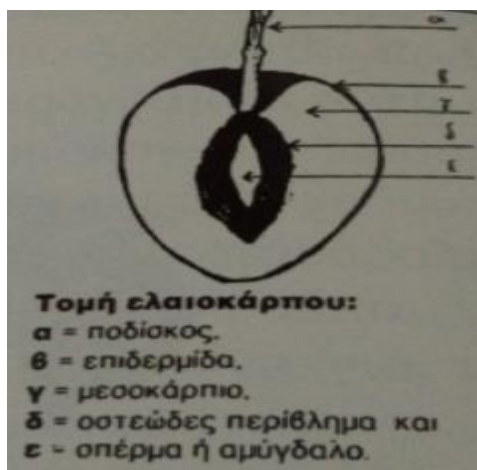 α
β
γ
δ
ε
Τομή ελαιοκάρπου:
α = ποδίσκος.
β = επιδερμίδα.
γ = μεσοκάρπιο.
δ = οστεώδες περίβλημα και
ε - σπέρμα ή αμύγδαλο.